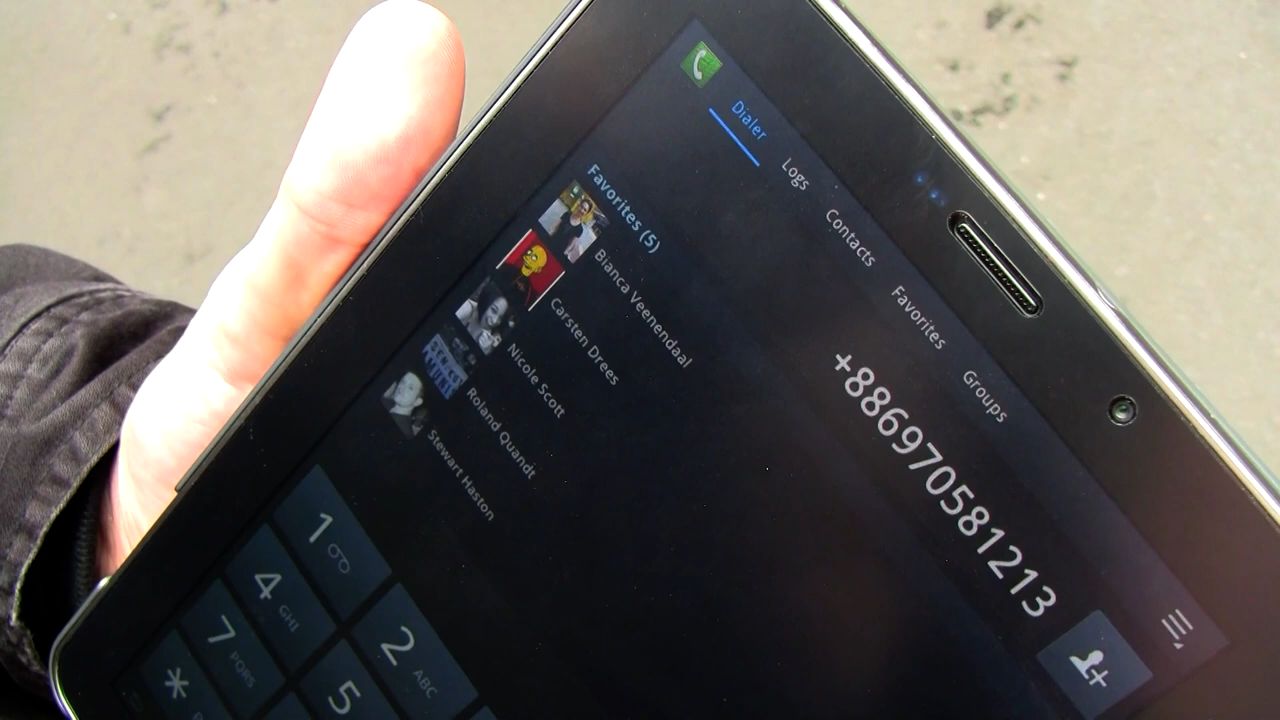 Dialer Logs Contacts Favorites Groups
+886970581213
Favorites (5)
Bianca Veenendaal
Carsten Drees
Nicole Scott
Roland Quandt
Stewart Haston
1
2 ABC
4 GHI
5
7 PQRS
*